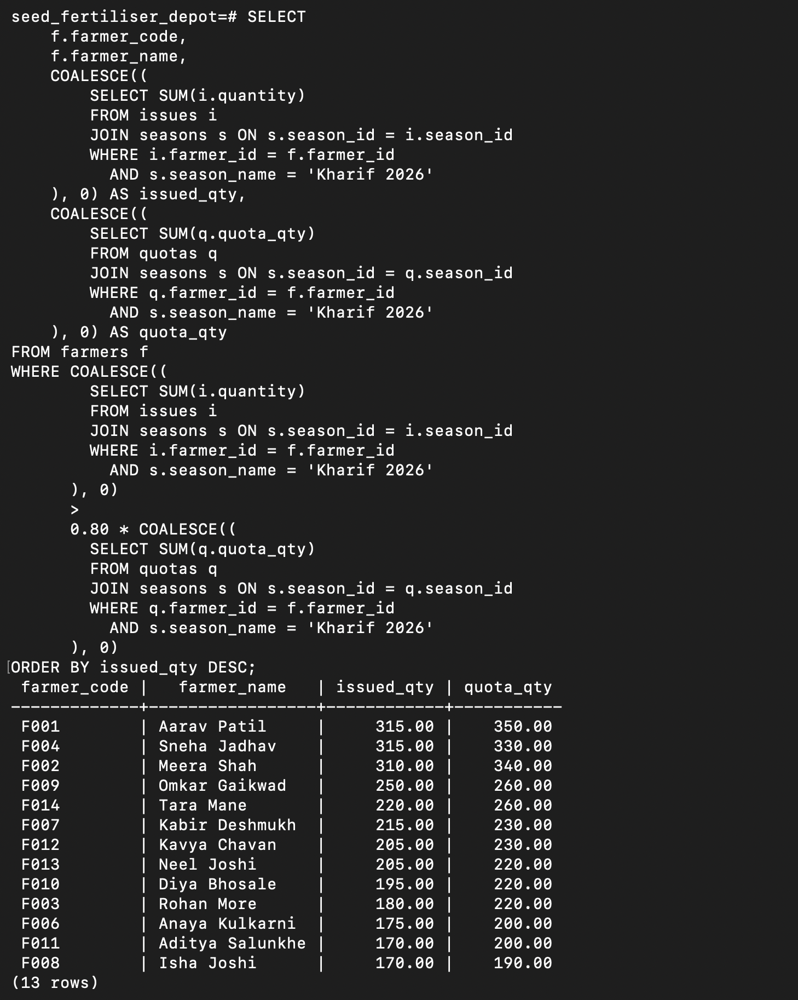 seed_fertiliser_depot=# SELECT
    f.farmer_code,
    f.farmer_name,
    COALESCE((
        SELECT SUM(i.quantity)
        FROM issues i
        JOIN seasons s ON s.season_id = i.season_id
        WHERE i.farmer_id = f.farmer_id
          AND s.season_name = 'Kharif 2026'
    ), 0) AS issued_qty,
    COALESCE((
        SELECT SUM(q.quota_qty)
        FROM quotas q
        JOIN seasons s ON s.season_id = q.season_id
        WHERE q.farmer_id = f.farmer_id
          AND s.season_name = 'Kharif 2026'
    ), 0) AS quota_qty
FROM farmers f
WHERE COALESCE((
        SELECT SUM(i.quantity)
        FROM issues i
        JOIN seasons s ON s.season_id = i.season_id
        WHERE i.farmer_id = f.farmer_id
          AND s.season_name = 'Kharif 2026'
      ), 0)
      >
      0.80 * COALESCE((
        SELECT SUM(q.quota_qty)
        FROM quotas q
        JOIN seasons s ON s.season_id = q.season_id
        WHERE q.farmer_id = f.farmer_id
          AND s.season_name = 'Kharif 2026'
      ), 0)
[ORDER BY issued_qty DESC;
 farmer_code |   farmer_name   | issued_qty | quota_qty
-------------+-----------------+------------+-----------
 F001        | Aarav Patil     |     315.00 |    350.00
 F004        | Sneha Jadhav    |     315.00 |    330.00
 F002        | Meera Shah      |     310.00 |    340.00
 F009        | Omkar Gaikwad   |     250.00 |    260.00
 F014        | Tara Mane       |     220.00 |    260.00
 F007        | Kabir Deshmukh  |     215.00 |    230.00
 F012        | Kavya Chavan    |     205.00 |    230.00
 F013        | Neel Joshi      |     205.00 |    220.00
 F010        | Diya Bhosale    |     195.00 |    220.00
 F003        | Rohan More      |     180.00 |    220.00
 F006        | Anaya Kulkarni  |     175.00 |    200.00
 F011        | Aditya Salunkhe |     170.00 |    200.00
 F008        | Isha Joshi      |     170.00 |    190.00
(13 rows)